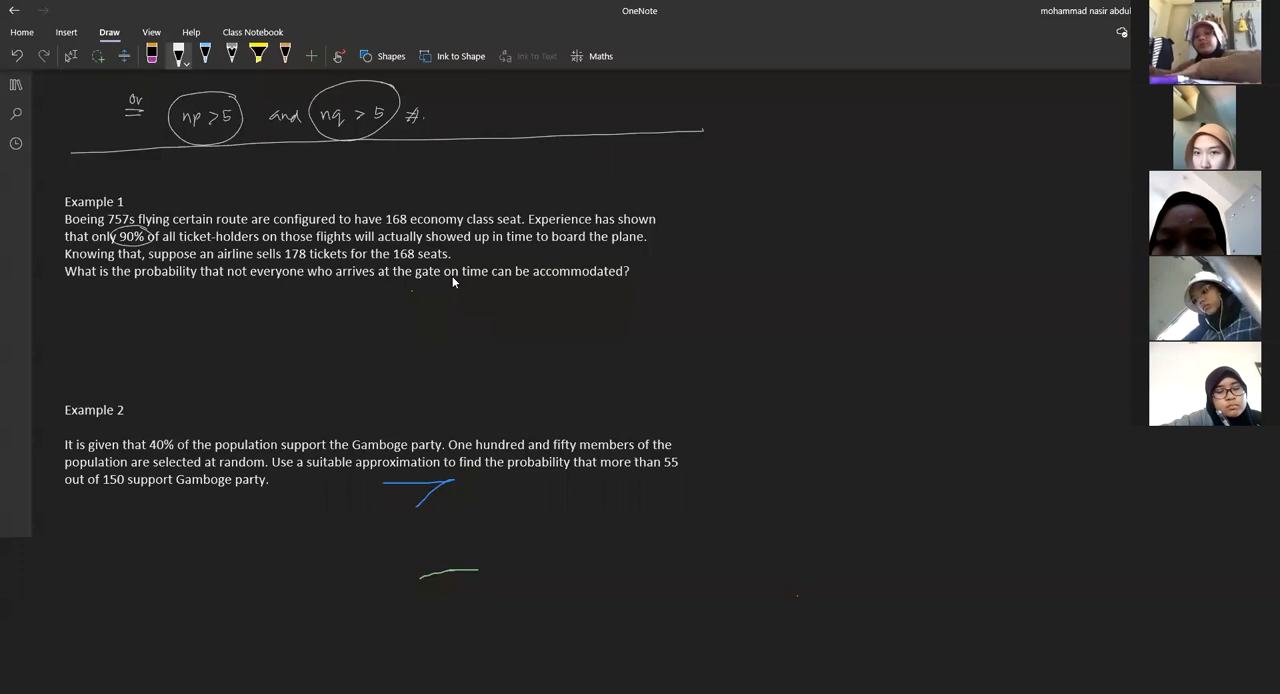 OneNote
mohammad nasir abdul
Home Insert Draw View Help Class Notebook
Shapes Ink to Shape Ink to Text Maths
or
np > 5 and nq > 5 #.
Example 1
Boeing 757s flying certain route are configured to have 168 economy class seat. Experience has shown
that only 90% of all ticket-holders on those flights will actually showed up in time to board the plane.
Knowing that, suppose an airline sells 178 tickets for the 168 seats.
What is the probability that not everyone who arrives at the gate on time can be accommodated?
Example 2
It is given that 40% of the population support the Gamboge party. One hundred and fifty members of the
population are selected at random. Use a suitable approximation to find the probability that more than 55
out of 150 support Gamboge party.